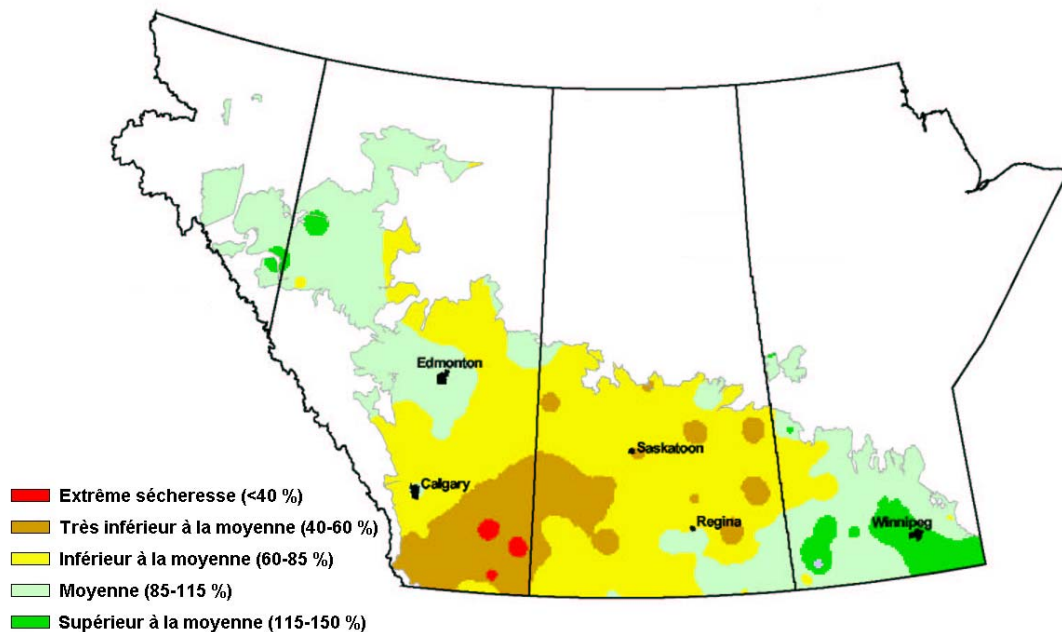 Edmonton
Saskatoon
Calgary
Regina
Winnipeg
Extrême sécheresse (<40 %)
Très inférieur à la moyenne (40-60 %)
Inférieur à la moyenne (60-85 %)
Moyenne (85-115 %)
Supérieur à la moyenne (115-150 %)